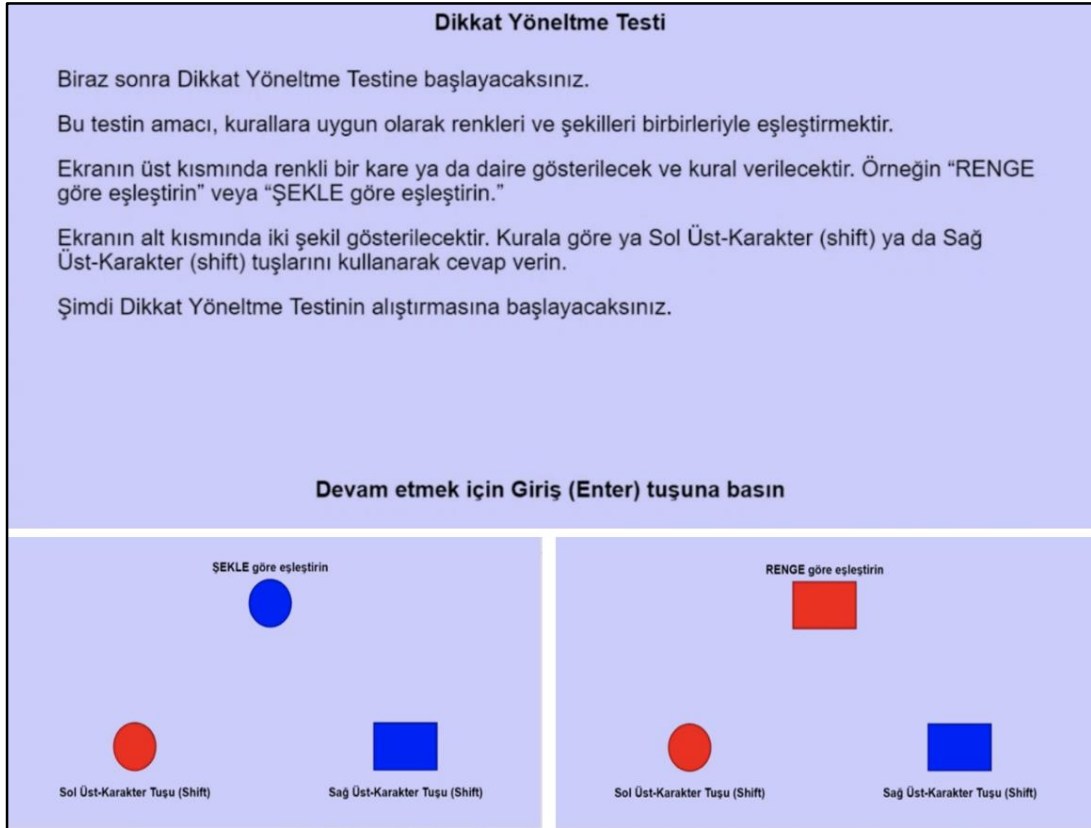 Dikkat Yöneltme Testi
Biraz sonra Dikkat Yöneltme Testine başlayacaksınız.
Bu testin amacı, kurallara uygun olarak renkleri ve şekilleri birbirleriyle eşleştirmektir.
Ekranın üst kısmında renkli bir kare ya da daire gösterilecek ve kural verilecektir. Örneğin “RENGE
göre eşleştirin” veya “ŞEKLE göre eşleştirin.”
Ekranın alt kısmında iki şekil gösterilecektir. Kurala göre ya Sol Üst-Karakter (shift) ya da Sağ
Üst-Karakter (shift) tuşlarını kullanarak cevap verin.
Şimdi Dikkat Yöneltme Testinin alıştırmasına başlayacaksınız.
Devam etmek için Giriş (Enter) tuşuna basın
ŞEKLE göre eşleştirin
Sol Üst-Karakter Tuşu (Shift)
Sağ Üst-Karakter Tuşu (Shift)
RENGE göre eşleştirin
Sol Üst-Karakter Tuşu (Shift)
Sağ Üst-Karakter Tuşu (Shift)